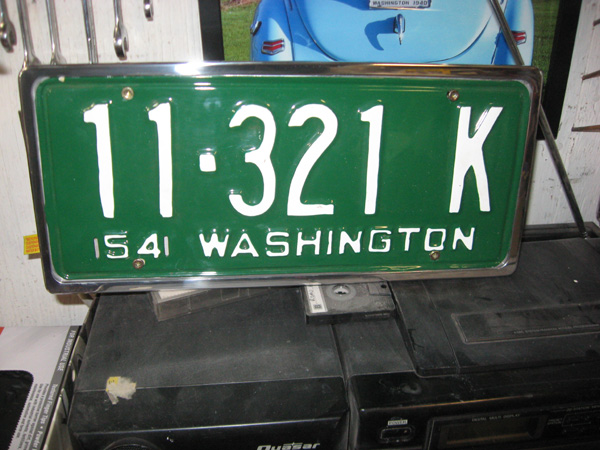 WASHINGTON 1940
11·321 K
1541 WASHINGTON
Quasar